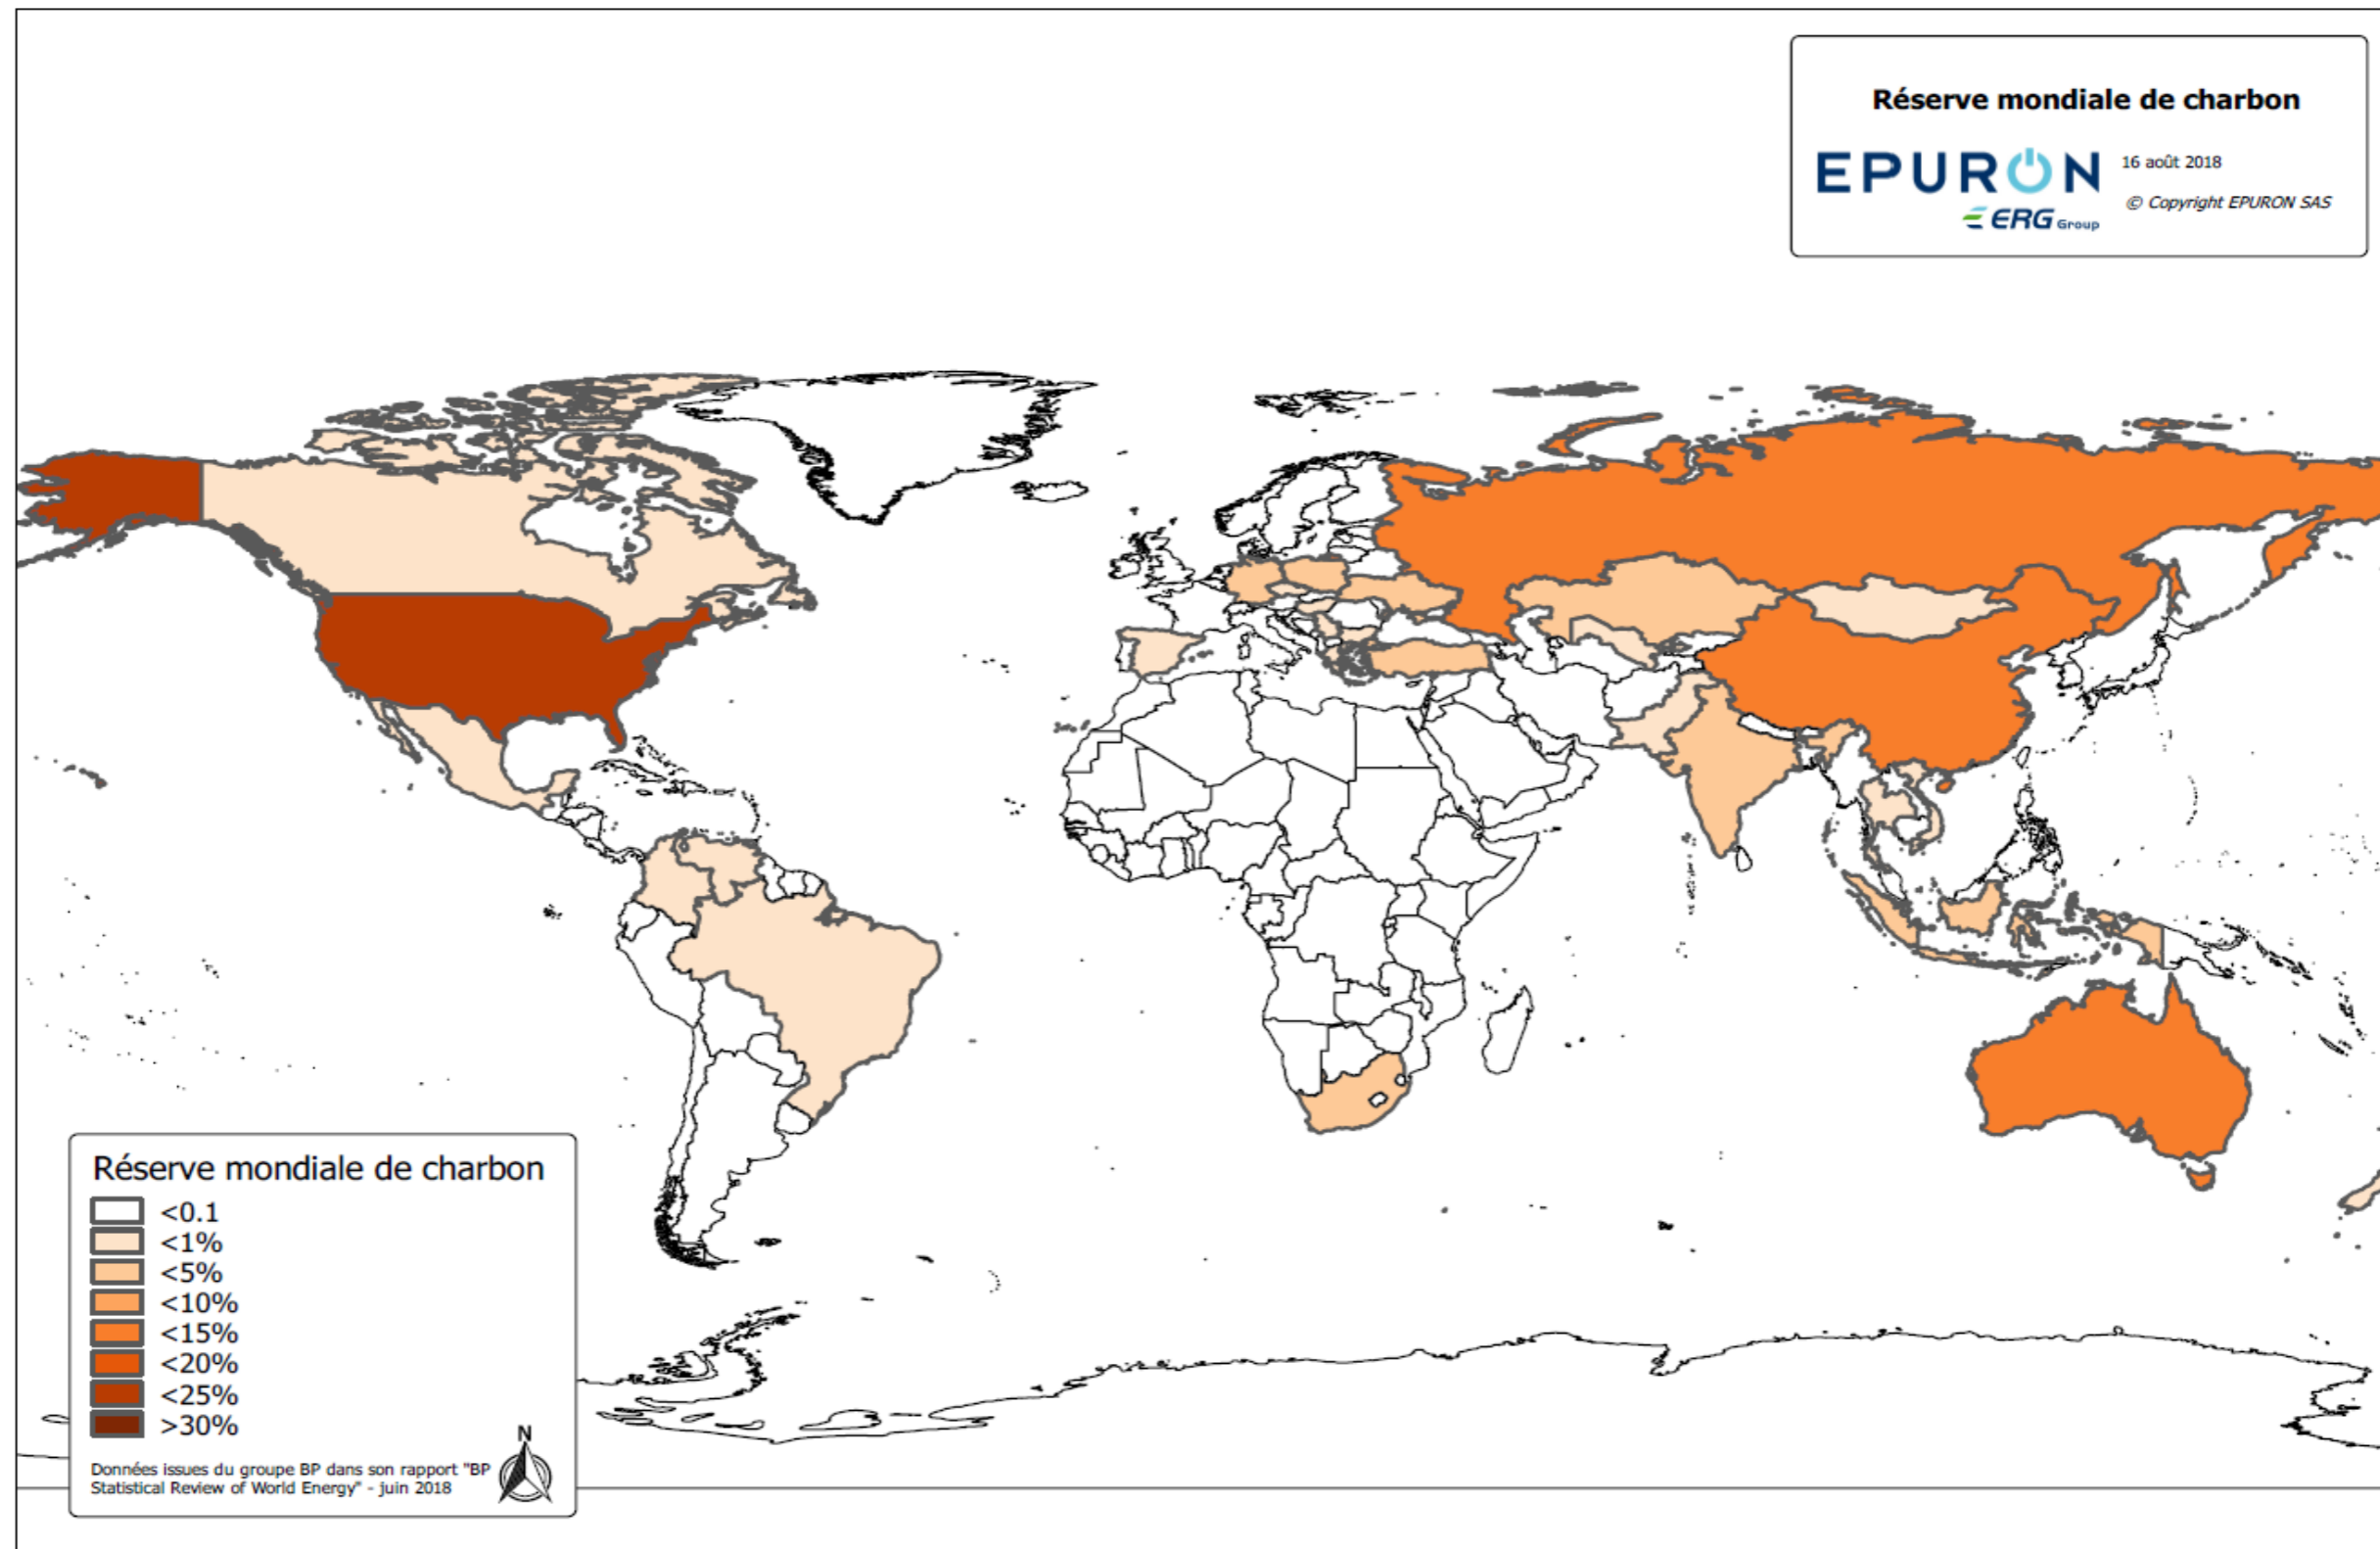 Réserve mondiale de charbon
EPURON
16 août 2018
© Copyright EPURON SAS
ERG Group
Réserve mondiale de charbon
<0.1
<1%
<5%
<10%
<15%
<20%
<25%
>30%
N
Données issues du groupe BP dans son rapport "BP
Statistical Review of World Energy" - juin 2018